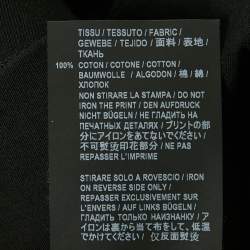 TISSU / TESSUTO / FABRIC /
GEWEBE / TEJIDO / 面料 / 表地 /
ТКАНЬ
100% COTON / COTONE / COTTON /
BAUMWOLLE / ALGODON / 棉 / 綿 /
ХЛОПОК
NON STIRARE LA STAMPA / DO NOT
IRON THE PRINT / DEN AUFDRUCK
NICHT BÜGELN / НЕ ГЛАДИТЬ НА
ПЕЧАТНЫХ ДЕТАЛЯХ / プリントの部分
にアイロンをあてないでください /
不可熨烫印花部分 / NE PAS
REPASSER L'IMPRIME
STIRARE SOLO A ROVESCIO / IRON
ON REVERSE SIDE ONLY /
REPASSER EXCLUSIVEMENT SUR
L'ENVERS / AUF LINKS BÜGELN /
ГЛАДИТЬ ТОЛЬКО НАИЗНАНКУ / ア
イロンは裏から当て布をして、低温
でかけてください / 仅反面熨